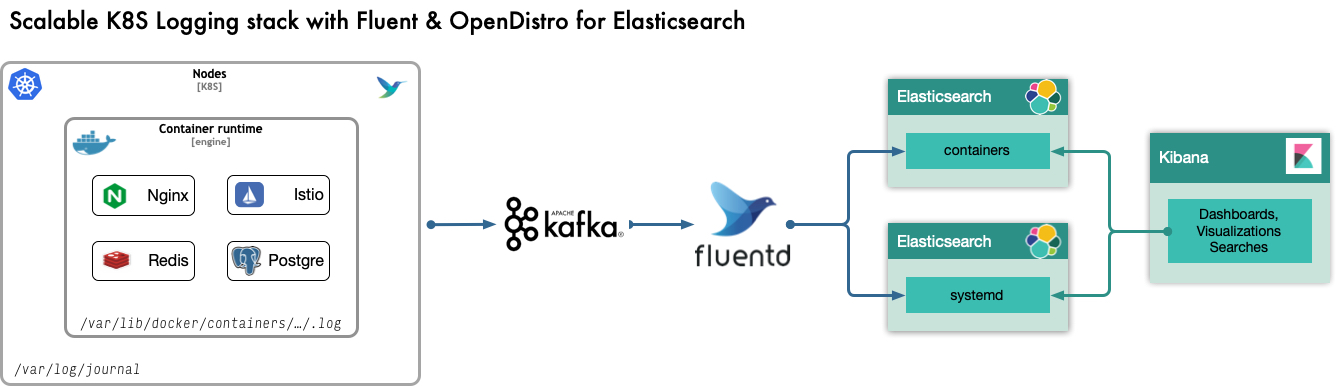 Scalable K8S Logging stack with Fluent & OpenDistro for Elasticsearch
Nodes
[K8S]
Container runtime
[engine]
Nginx
Istio
Redis
Postgre
/var/lib/docker/containers/…/.log
/var/log/journal
APACHE
kafka®
fluentd
Elasticsearch
containers
Elasticsearch
systemd
Kibana
Dashboards,
Visualizations
Searches